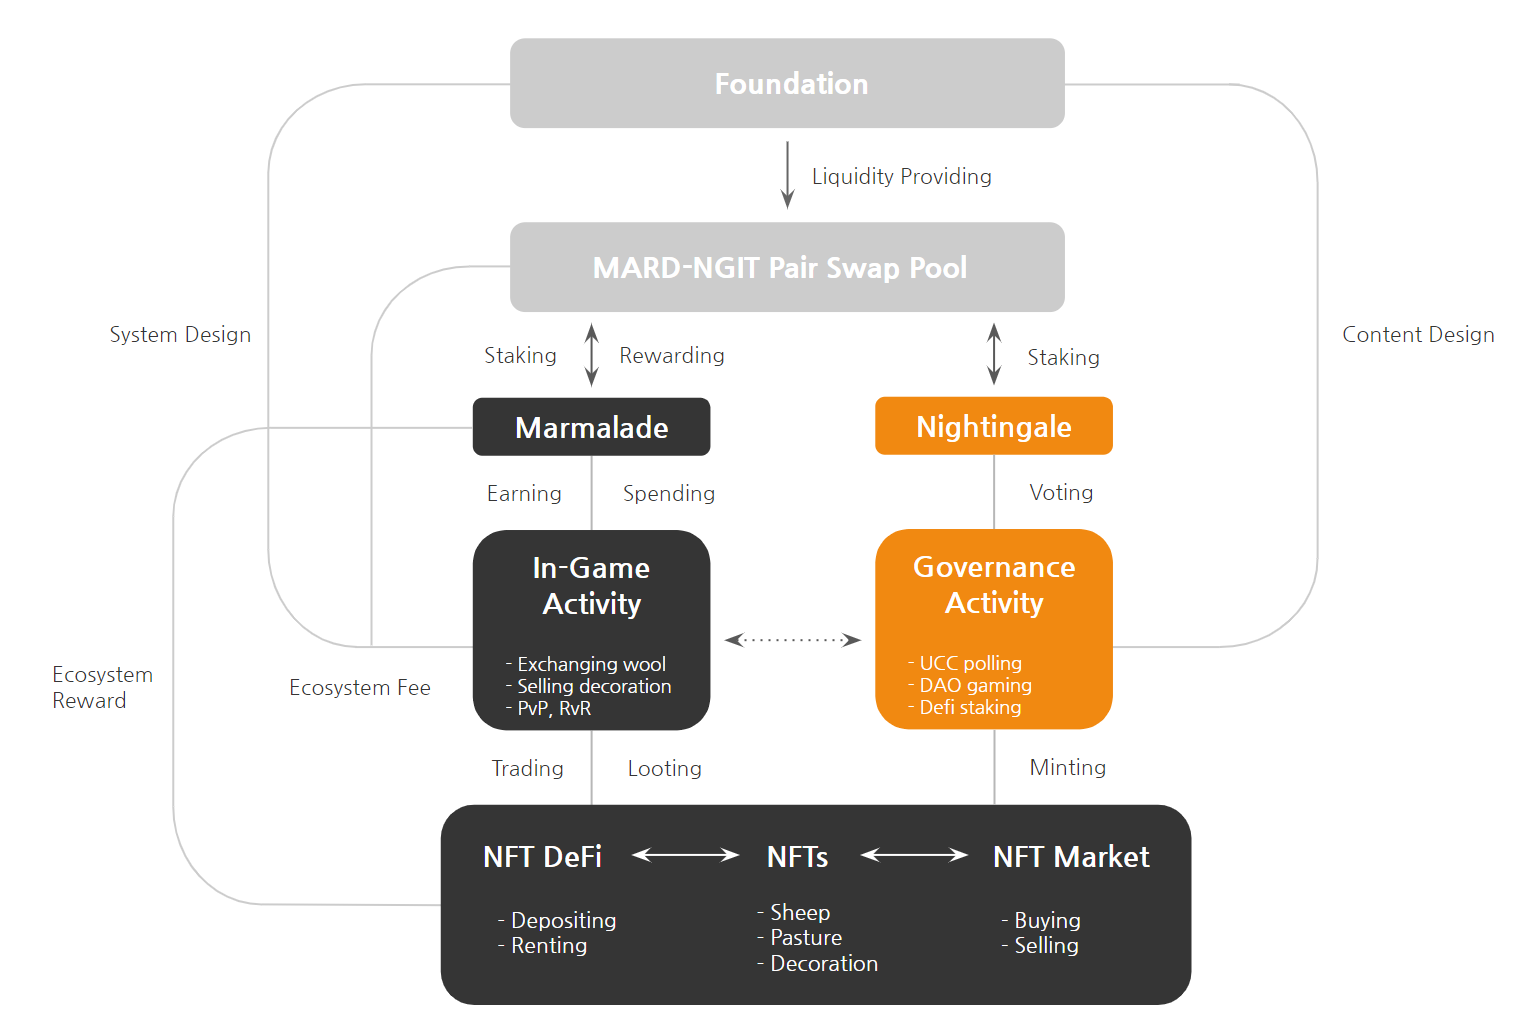 Foundation
Liquidity Providing
MARD-NGIT Pair Swap Pool
System Design
Content Design
Staking
Rewarding
Staking
Marmalade
Nightingale
Earning
Spending
Voting
In-Game
Activity
- Exchanging wool
- Selling decoration
- PvP, RvR
Governance
Activity
- UCC polling
- DAO gaming
- Defi staking
Ecosystem
Reward
Ecosystem Fee
Trading
Looting
Minting
NFT DeFi
- Depositing
- Renting
NFTs
- Sheep
- Pasture
- Decoration
NFT Market
- Buying
- Selling